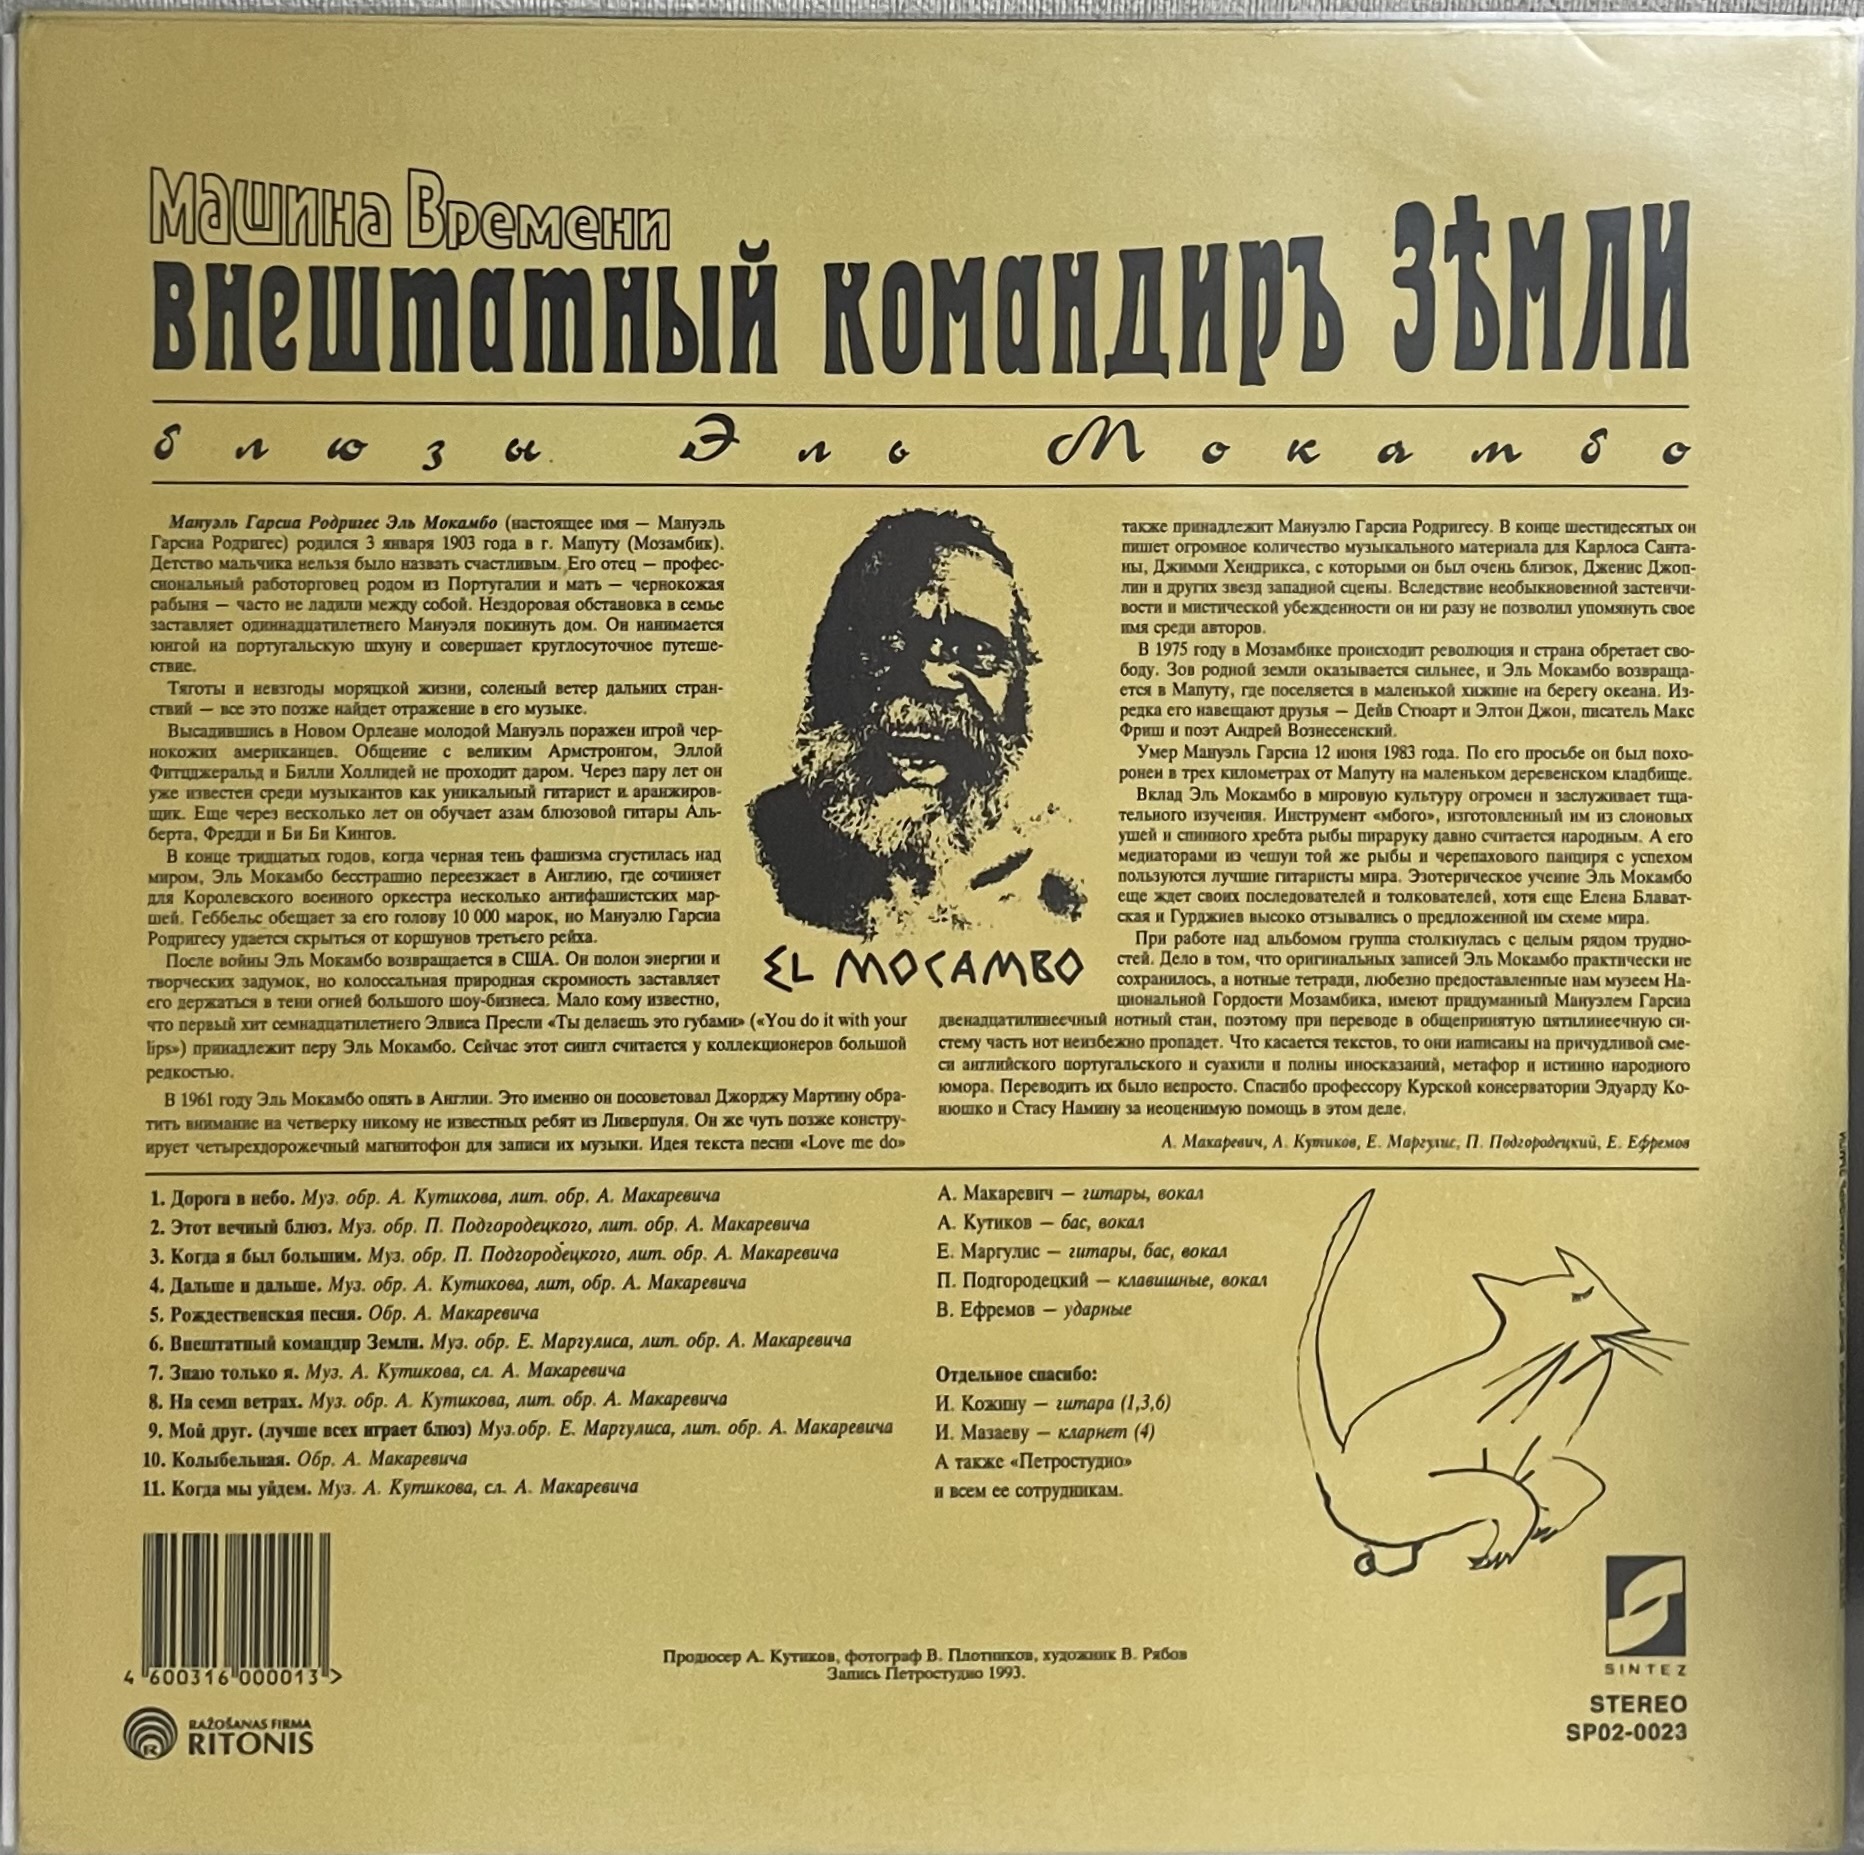 Машина Времени
внештатный командиръ Зѣмли
блюзы Эль Мокамбо
Мануэль Гарсиа Родригес Эль Мокамбо (настоящее имя — Мануэль
Гарсиа Родригес) родился 3 января 1903 года в г. Мапуту (Мозамбик).
Детство мальчика нельзя было назвать счастливым. Его отец — профес-
сиональный работорговец родом из Португалии и мать — чернокожая
рабыня — часто не ладили между собой. Нездоровая обстановка в семье
заставляет одиннадцатилетнего Мануэля покинуть дом. Он нанимается
юнгой на португальскую шхуну и совершает круглосуточное путеше-
ствие.
Тяготы и невзгоды моряцкой жизни, соленый ветер дальних стран-
ствий — все это позже найдет отражение в его музыке.
Высадившись в Новом Орлеане молодой Мануэль поражен игрой чер-
нокожих американцев. Общение с великим Армстронгом, Эллой
Фитцджеральд и Билли Холлидей не проходит даром. Через пару лет он
уже известен среди музыкантов как уникальный гитарист и аранжиров-
щик. Еще через несколько лет он обучает азам блюзовой гитары Аль-
берта, Фредди и Би Би Кингов.
В конце тридцатых годов, когда черная тень фашизма сгустилась над
миром, Эль Мокамбо бесстрашно переезжает в Англию, где сочиняет
для Королевского военного оркестра несколько антифашистских мар-
шей. Геббельс обещает за его голову 10 000 марок, но Мануэлю Гарсиа
Родригесу удается скрыться от коршунов третьего рейха.
После войны Эль Мокамбо возвращается в США. Он полон энергии и
творческих задумок, но колоссальная природная скромность заставляет
его держаться в тени огней большого шоу-бизнеса. Мало кому известно,
что первый хит семнадцатилетнего Элвиса Пресли «Ты делаешь это губами» («You do it with your
lips») принадлежит перу Эль Мокамбо. Сейчас этот сингл считается у коллекционеров большой
редкостью.
В 1961 году Эль Мокамбо опять в Англии. Это именно он посоветовал Джорджу Мартину обра-
тить внимание на четверку никому не известных ребят из Ливерпуля. Он же чуть позже констру-
ирует четырехдорожечный магнитофон для записи их музыки. Идея текста песни «Love me do»
EL MOCAMBO
также принадлежит Мануэлю Гарсиа Родригесу. В конце шестидесятых он
пишет огромное количество музыкального материала для Карлоса Санта-
ны, Джимми Хендрикса, с которыми он был очень близок, Дженис Джоп-
лин и других звезд западной сцены. Вследствие необыкновенной застенчи-
вости и мистической убежденности он ни разу не позволил упомянуть свое
имя среди авторов.
В 1975 году в Мозамбике происходит революция и страна обретает сво-
боду. Зов родной земли оказывается сильнее, и Эль Мокамбо возвраща-
ется в Мапуту, где поселяется в маленькой хижине на берегу океана. Из-
редка его навещают друзья — Дейв Стюарт и Элтон Джон, писатель Макс
Фриш и поэт Андрей Вознесенский.
Умер Мануэль Гарсиа 12 июня 1983 года. По его просьбе он был похо-
ронен в трех километрах от Мапуту на маленьком деревенском кладбище.
Вклад Эль Мокамбо в мировую культуру огромен и заслуживает тща-
тельного изучения. Инструмент «мбого», изготовленный им из слоновых
ушей и спинного хребта рыбы пираруку давно считается народным. А его
медиаторами из чешуи той же рыбы и черепахового панциря с успехом
пользуются лучшие гитаристы мира. Эзотерическое учение Эль Мокамбо
еще ждет своих последователей и толкователей, хотя еще Елена Блават-
ская и Гурджиев высоко отзывались о предложенной им схеме мира.
При работе над альбомом группа столкнулась с целым рядом трудно-
стей. Дело в том, что оригинальных записей Эль Мокамбо практически не
сохранилось, а нотные тетради, любезно предоставленные нам музеем На-
циональной Гордости Мозамбика, имеют придуманный Мануэлем Гарсиа
двенадцатилинеечный нотный стан, поэтому при переводе в общепринятую пятилинеечную си-
стему часть нот неизбежно пропадет. Что касается текстов, то они написаны на причудливой сме-
си английского португальского и суахили и полны иносказаний, метафор и истинно народного
юмора. Переводить их было непросто. Спасибо профессору Курской консерватории Эдуарду Ко-
нюшко и Стасу Намину за неоценимую помощь в этом деле.
А. Макаревич, А. Кутиков, Е. Маргулис, П. Подгородецкий, Е. Ефремов
1. Дорога в небо. Муз. обр. А. Кутикова, лит. обр. А. Макаревича
2. Этот вечный блюз. Муз. обр. П. Подгородецкого, лит. обр. А. Макаревича
3. Когда я был большим. Муз. обр. П. Подгородецкого, лит. обр. А. Макаревича
4. Дальше и дальше. Муз. обр. А. Кутикова, лит, обр. А. Макаревича
5. Рождественская песня. Обр. А. Макаревича
6. Внештатный командир Земли. Муз. обр. Е. Маргулиса, лит. обр. А. Макаревича
7. Знаю только я. Муз. А. Кутикова, сл. А. Макаревича
8. На семи ветрах. Муз. обр. А. Кутикова, лит. обр. А. Макаревича
9. Мой друг. (лучше всех играет блюз) Муз.обр. Е. Маргулиса, лит. обр. А. Макаревича
10. Колыбельная. Обр. А. Макаревича
11. Когда мы уйдем. Муз. А. Кутикова, сл. А. Макаревича
А. Макаревич — гитары, вокал
А. Кутиков — бас, вокал
Е. Маргулис — гитары, бас, вокал
П. Подгородецкий — клавишные, вокал
В. Ефремов — ударные
Отдельное спасибо:
И. Кожину — гитара (1,3,6)
И. Мазаеву — кларнет (4)
А также «Петростудио»
и всем ее сотрудникам.
4 600316 000013 >
RAŽOŠANAS FIRMA
RITONIS
Продюсер А. Кутиков, фотограф В. Плотников, художник В. Рябов
Запись Петростудио 1993.
SINTEZ
STEREO
SP02-0023